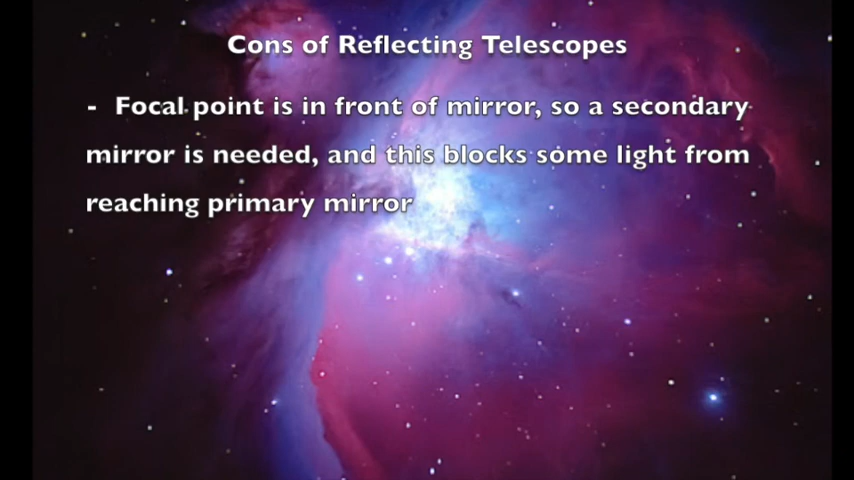 Cons of Reflecting Telescopes
- Focal point is in front of mirror, so a secondary
mirror is needed, and this blocks some light from
reaching primary mirror